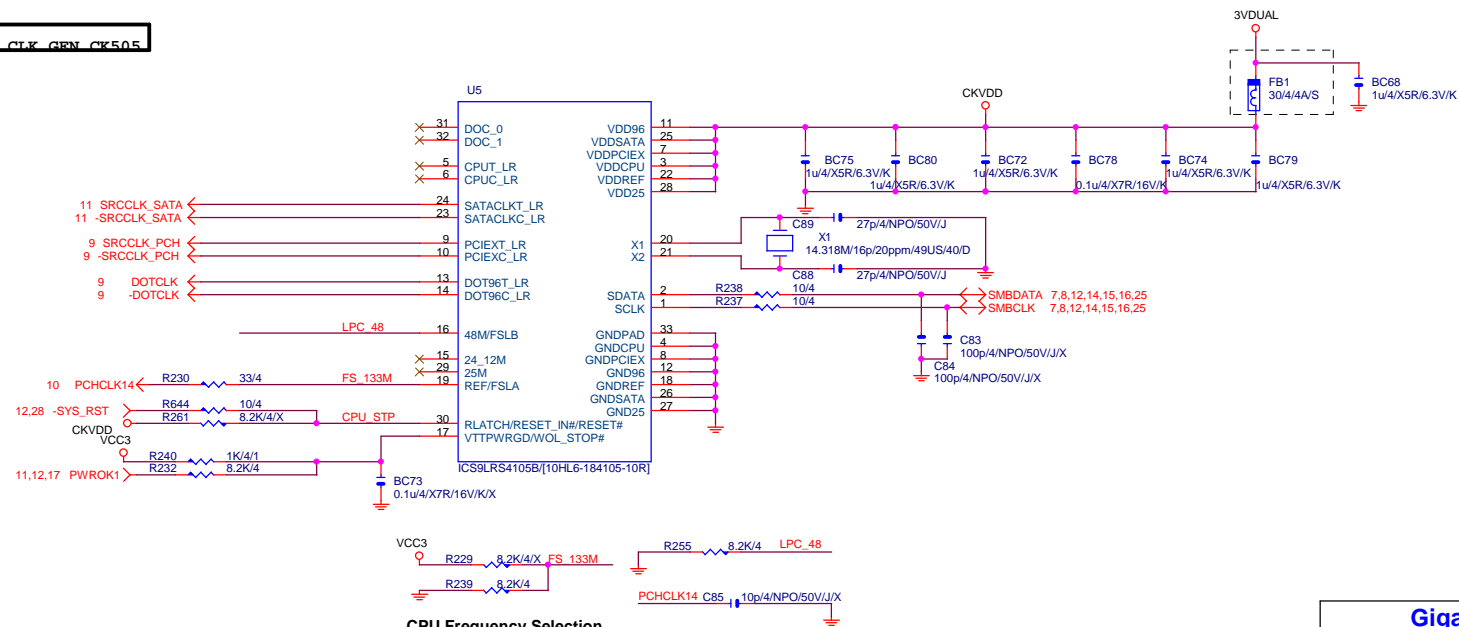 CLK GEN CK505
3VDUAL
FB1
30/4/4A/S
BC68
1u/4/X5R/6.3V/K
CKVDD
U5
31 DOC_0
32 DOC_1
5 CPUT_LR
6 CPUC_LR
11 SRCCLK_SATA 24 SATACLKT_LR
11 -SRCCLK_SATA 23 SATACLKC_LR
9 SRCCLK_PCH 9 PCIEXT_LR
9 -SRCCLK_PCH 10 PCIEXC_LR
9 DOTCLK 13 DOT96T_LR
9 -DOTCLK 14 DOT96C_LR
LPC_48 16 48M/FSLB
15 24_12M
29 25M
10 PCHCLK14 R230 33/4 FS_133M 19 REF/FSLA
12,28 -SYS_RST R644 10/4
CKVDD R261 8.2K/4/X CPU_STP 30 RLATCH/RESET_IN#/RESET#
17 VTTPWRGD/WOL_STOP#
VCC3
R240 1K/4/1
11,12,17 PWROK1 R232 8.2K/4
BC73
0.1u/4/X7R/16V/K/X
VDD96 11
VDDSATA 25
VDDPCIEX 7
VDDCPU 3
VDDREF 22
VDD25 28
X1 20
X2 21
SDATA 2
SCLK 1
GNDPAD 33
GNDCPU 4
GNDPCIEX 8
GND96 12
GNDREF 18
GNDSATA 26
GND25 27
ICS9LRS4105B/[10HL6-184105-10R]
BC75
1u/4/X5R/6.3V/K
BC80
1u/4/X5R/6.3V/K
BC72
1u/4/X5R/6.3V/K
BC78
0.1u/4/X7R/16V/K
BC74
1u/4/X5R/6.3V/K
BC79
1u/4/X5R/6.3V/K
C89 27p/4/NPO/50V/J
X1
14.318M/16p/20ppm/49US/40/D
C88 27p/4/NPO/50V/J
R238 10/4 SMBDATA 7,8,12,14,15,16,25
R237 10/4 SMBCLK 7,8,12,14,15,16,25
C83
100p/4/NPO/50V/J/X
C84
100p/4/NPO/50V/J/X
VCC3
R229 8.2K/4/X FS_133M
R239 8.2K/4
R255 8.2K/4 LPC_48
PCHCLK14 C85 10p/4/NPO/50V/J/X
CPU Frequency Selection
Giga